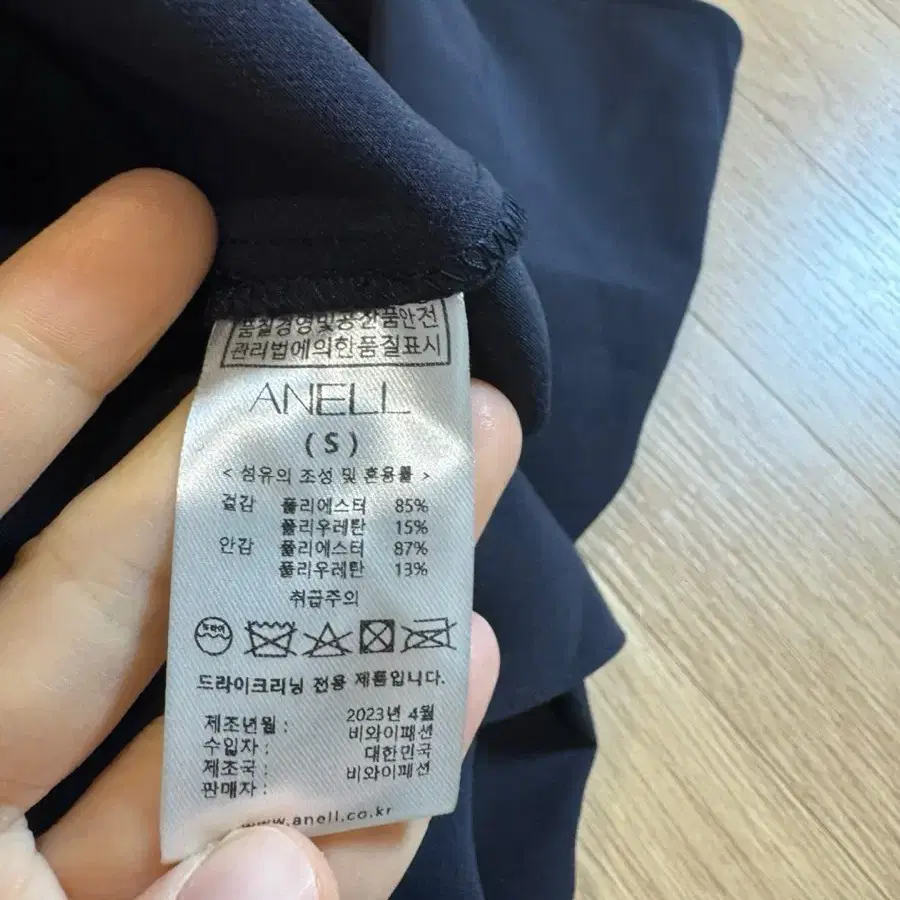 품질경영및공산품안전
관리법에의한품질표시
ANELL
(S)
< 섬유의 조성 및 혼용률 >
겉감 폴리에스터 85%
폴리우레탄 15%
안감 폴리에스터 87%
폴리우레탄 13%
취급주의
드라이
드라이크리닝 전용 제품입니다.
제조년월 : 2023년 4월
수입자 : 비와이패션
제조국 : 대한민국
판매자 : 비와이패션
www.anell.co.kr